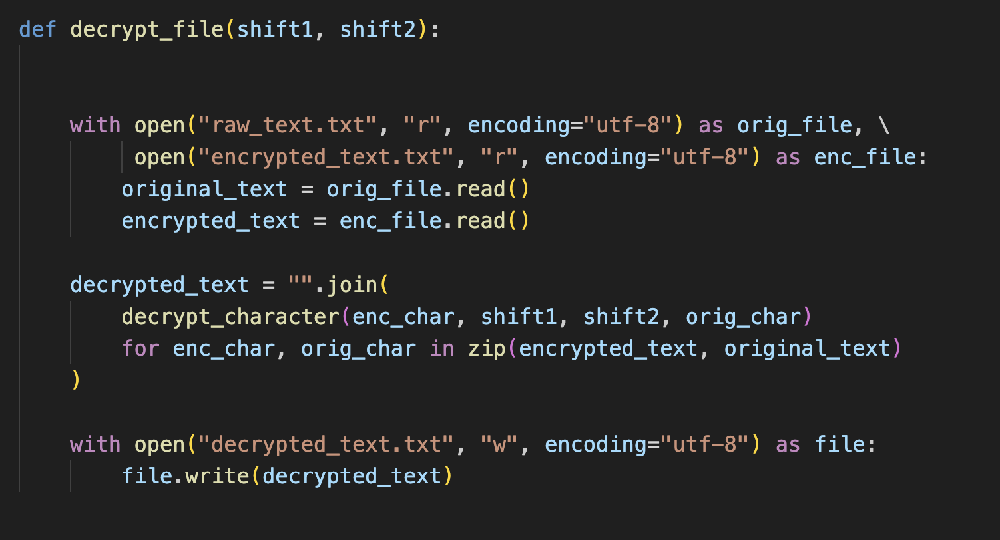 def decrypt_file(shift1, shift2):
    with open("raw_text.txt", "r", encoding="utf-8") as orig_file, \
         open("encrypted_text.txt", "r", encoding="utf-8") as enc_file:
        original_text = orig_file.read()
        encrypted_text = enc_file.read()
    decrypted_text = "".join(
        decrypt_character(enc_char, shift1, shift2, orig_char)
        for enc_char, orig_char in zip(encrypted_text, original_text)
    )
    with open("decrypted_text.txt", "w", encoding="utf-8") as file:
        file.write(decrypted_text)